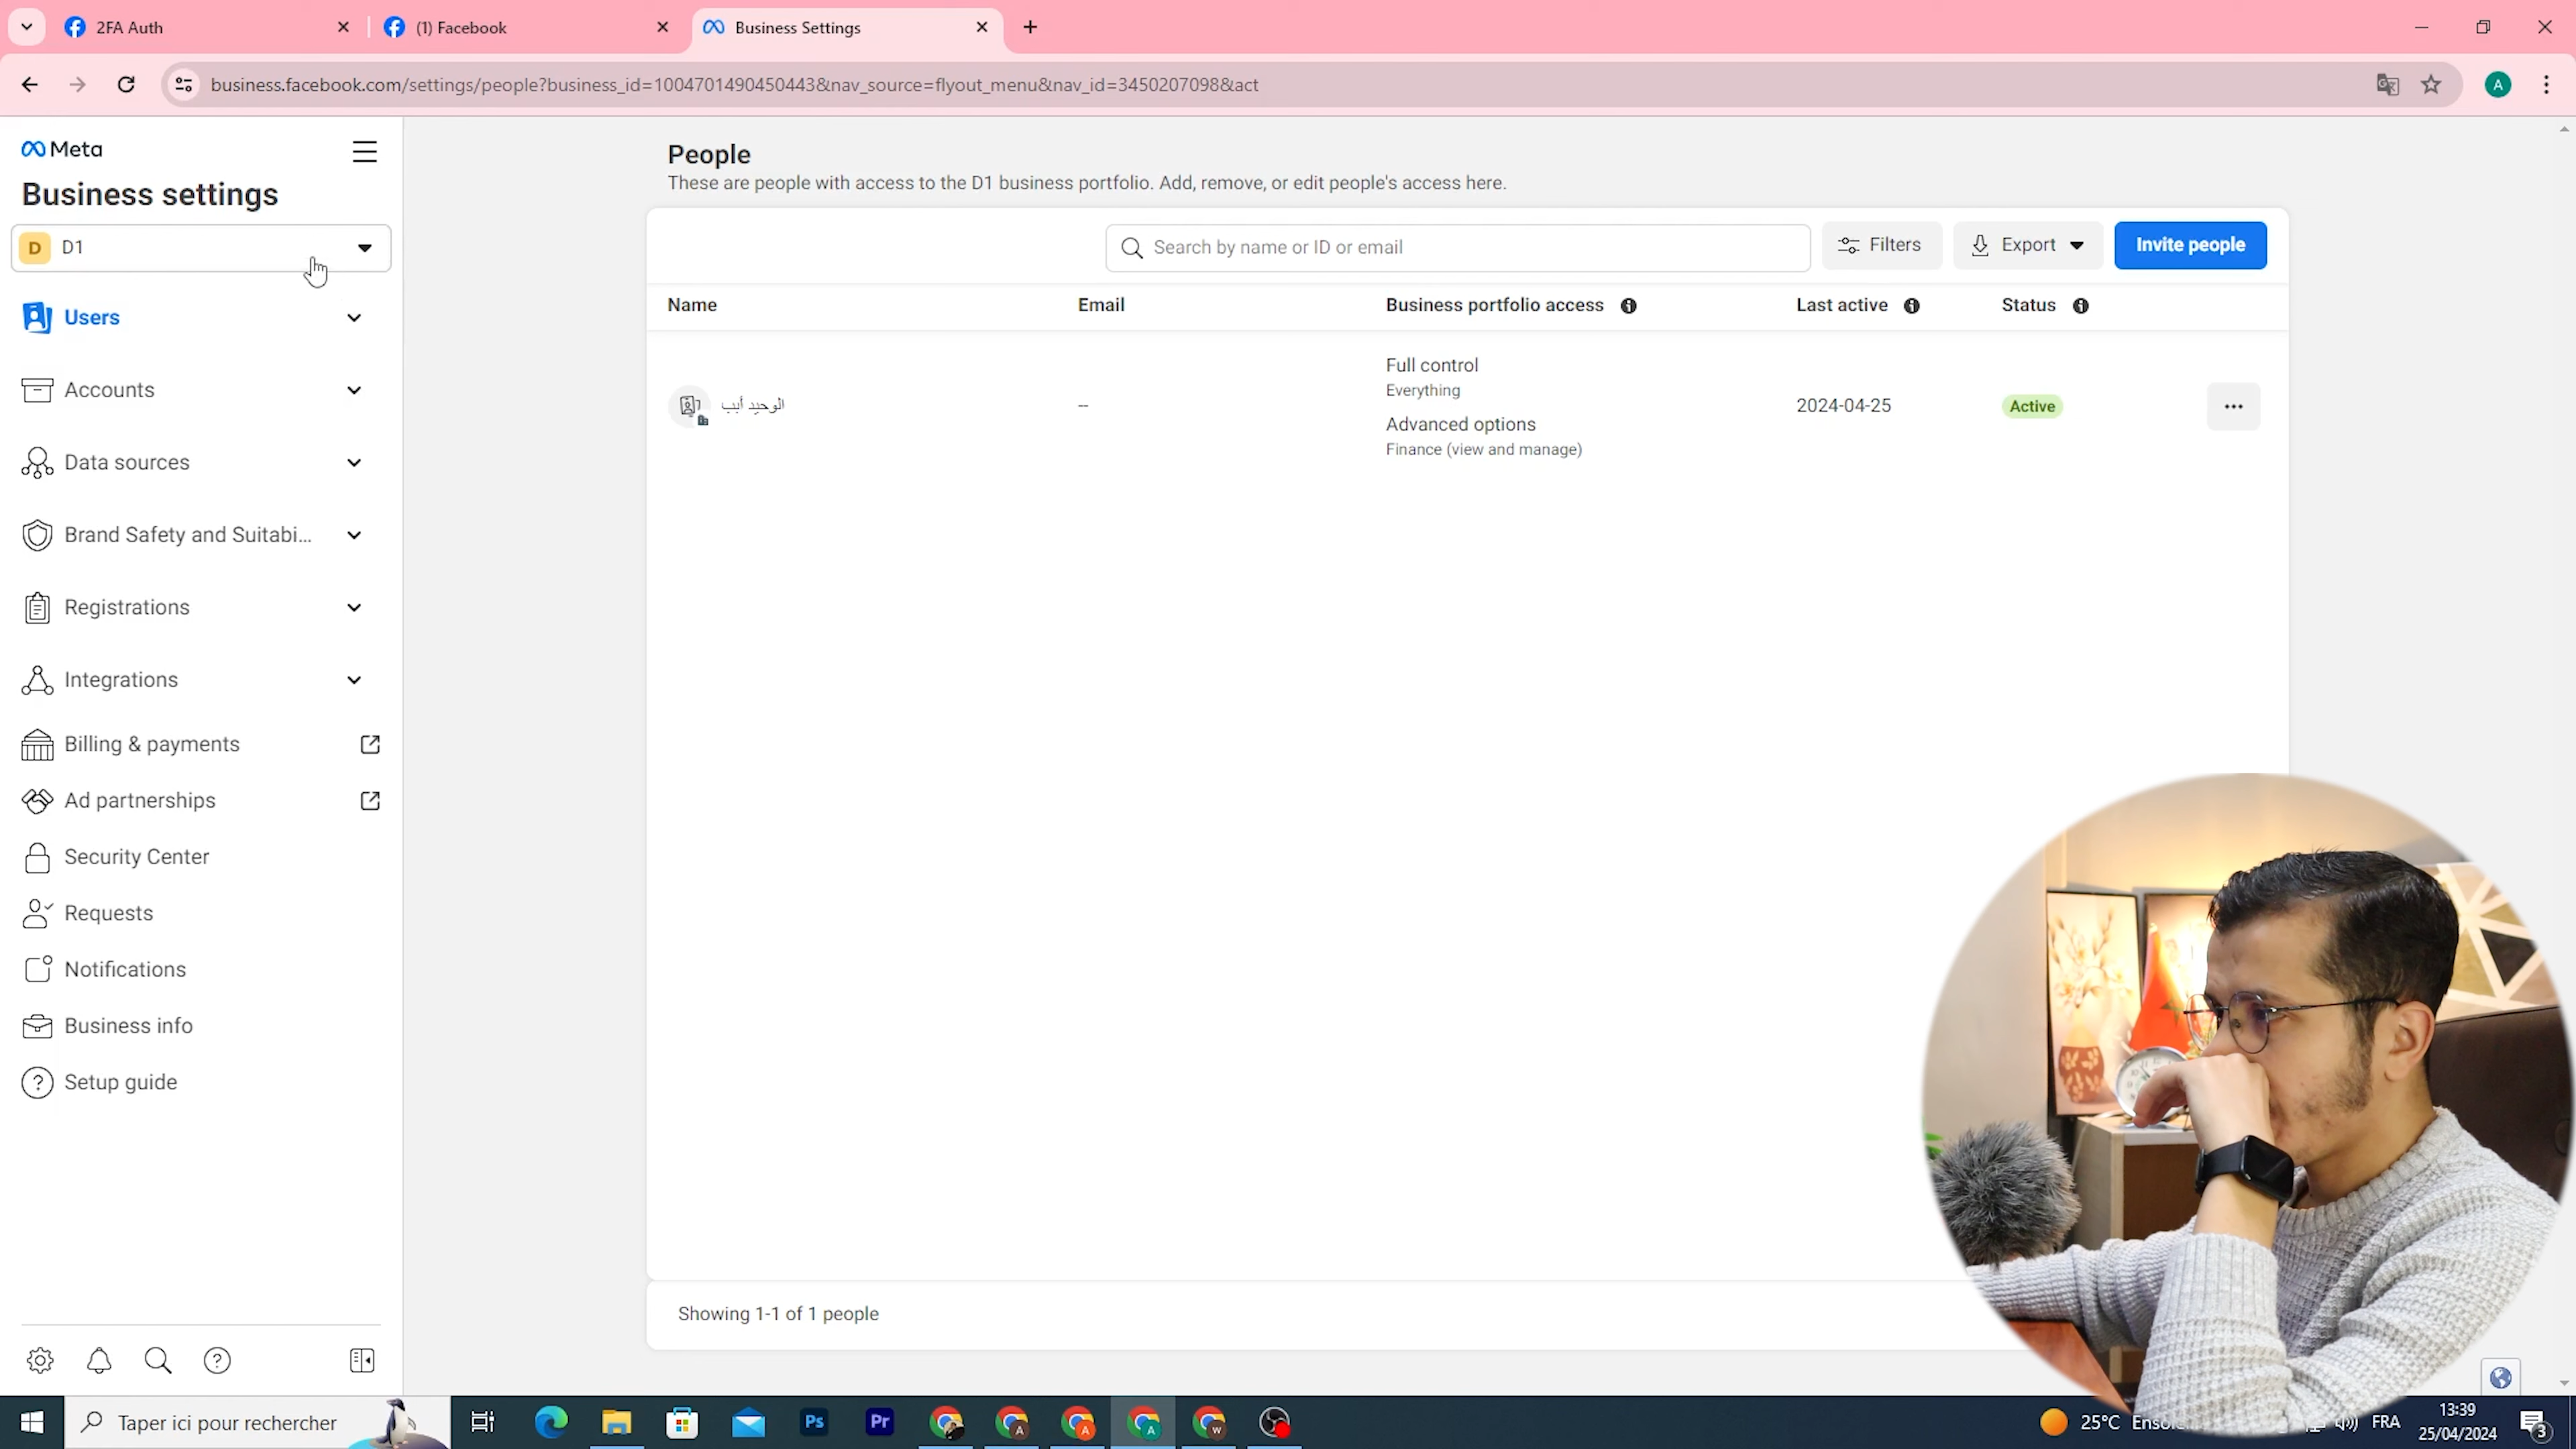 2FA Auth
(1) Facebook
Business Settings
business.facebook.com/settings/people?business_id=1004701490450443&nav_source=flyout_menu&nav_id=3450207098&act
A
Meta
Business settings
D D1
Users
Accounts
Data sources
Brand Safety and Suitabi...
Registrations
Integrations
Billing & payments
Ad partnerships
Security Center
Requests
Notifications
Business info
Setup guide
People
These are people with access to the D1 business portfolio. Add, remove, or edit people's access here.
Search by name or ID or email
Filters
Export
Invite people
Name Email Business portfolio access Last active Status
الوحيد أيب
--
Full control
Everything
Advanced options
Finance (view and manage)
2024-04-25
Active
Showing 1-1 of 1 people
Taper ici pour rechercher
Ps
Pr
A
A
A
W
25°C
FRA
13:39
25/04/2024
3